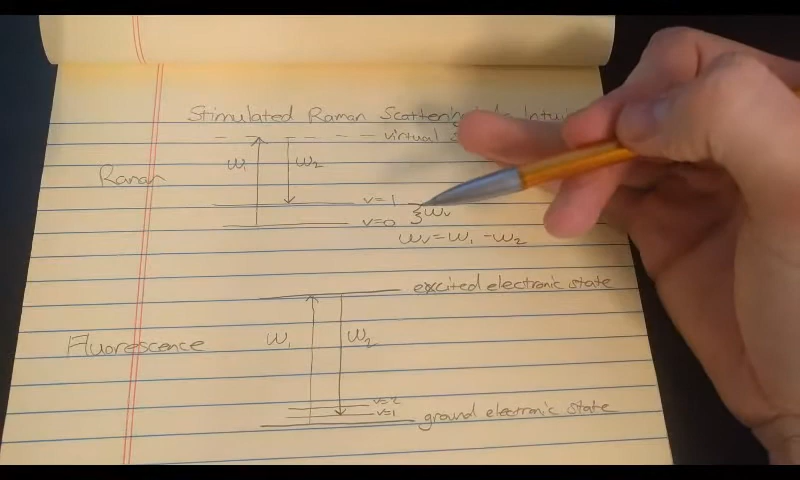 Stimulated Raman Scattering
virtual
Raman
ω₁
ω₂
v=1
ωᵥ
v=0
ωᵥ=ω₁-ω₂
excited electronic state
Fluorescence
ω₁
ω₂
v=2
v=1
ground electronic state